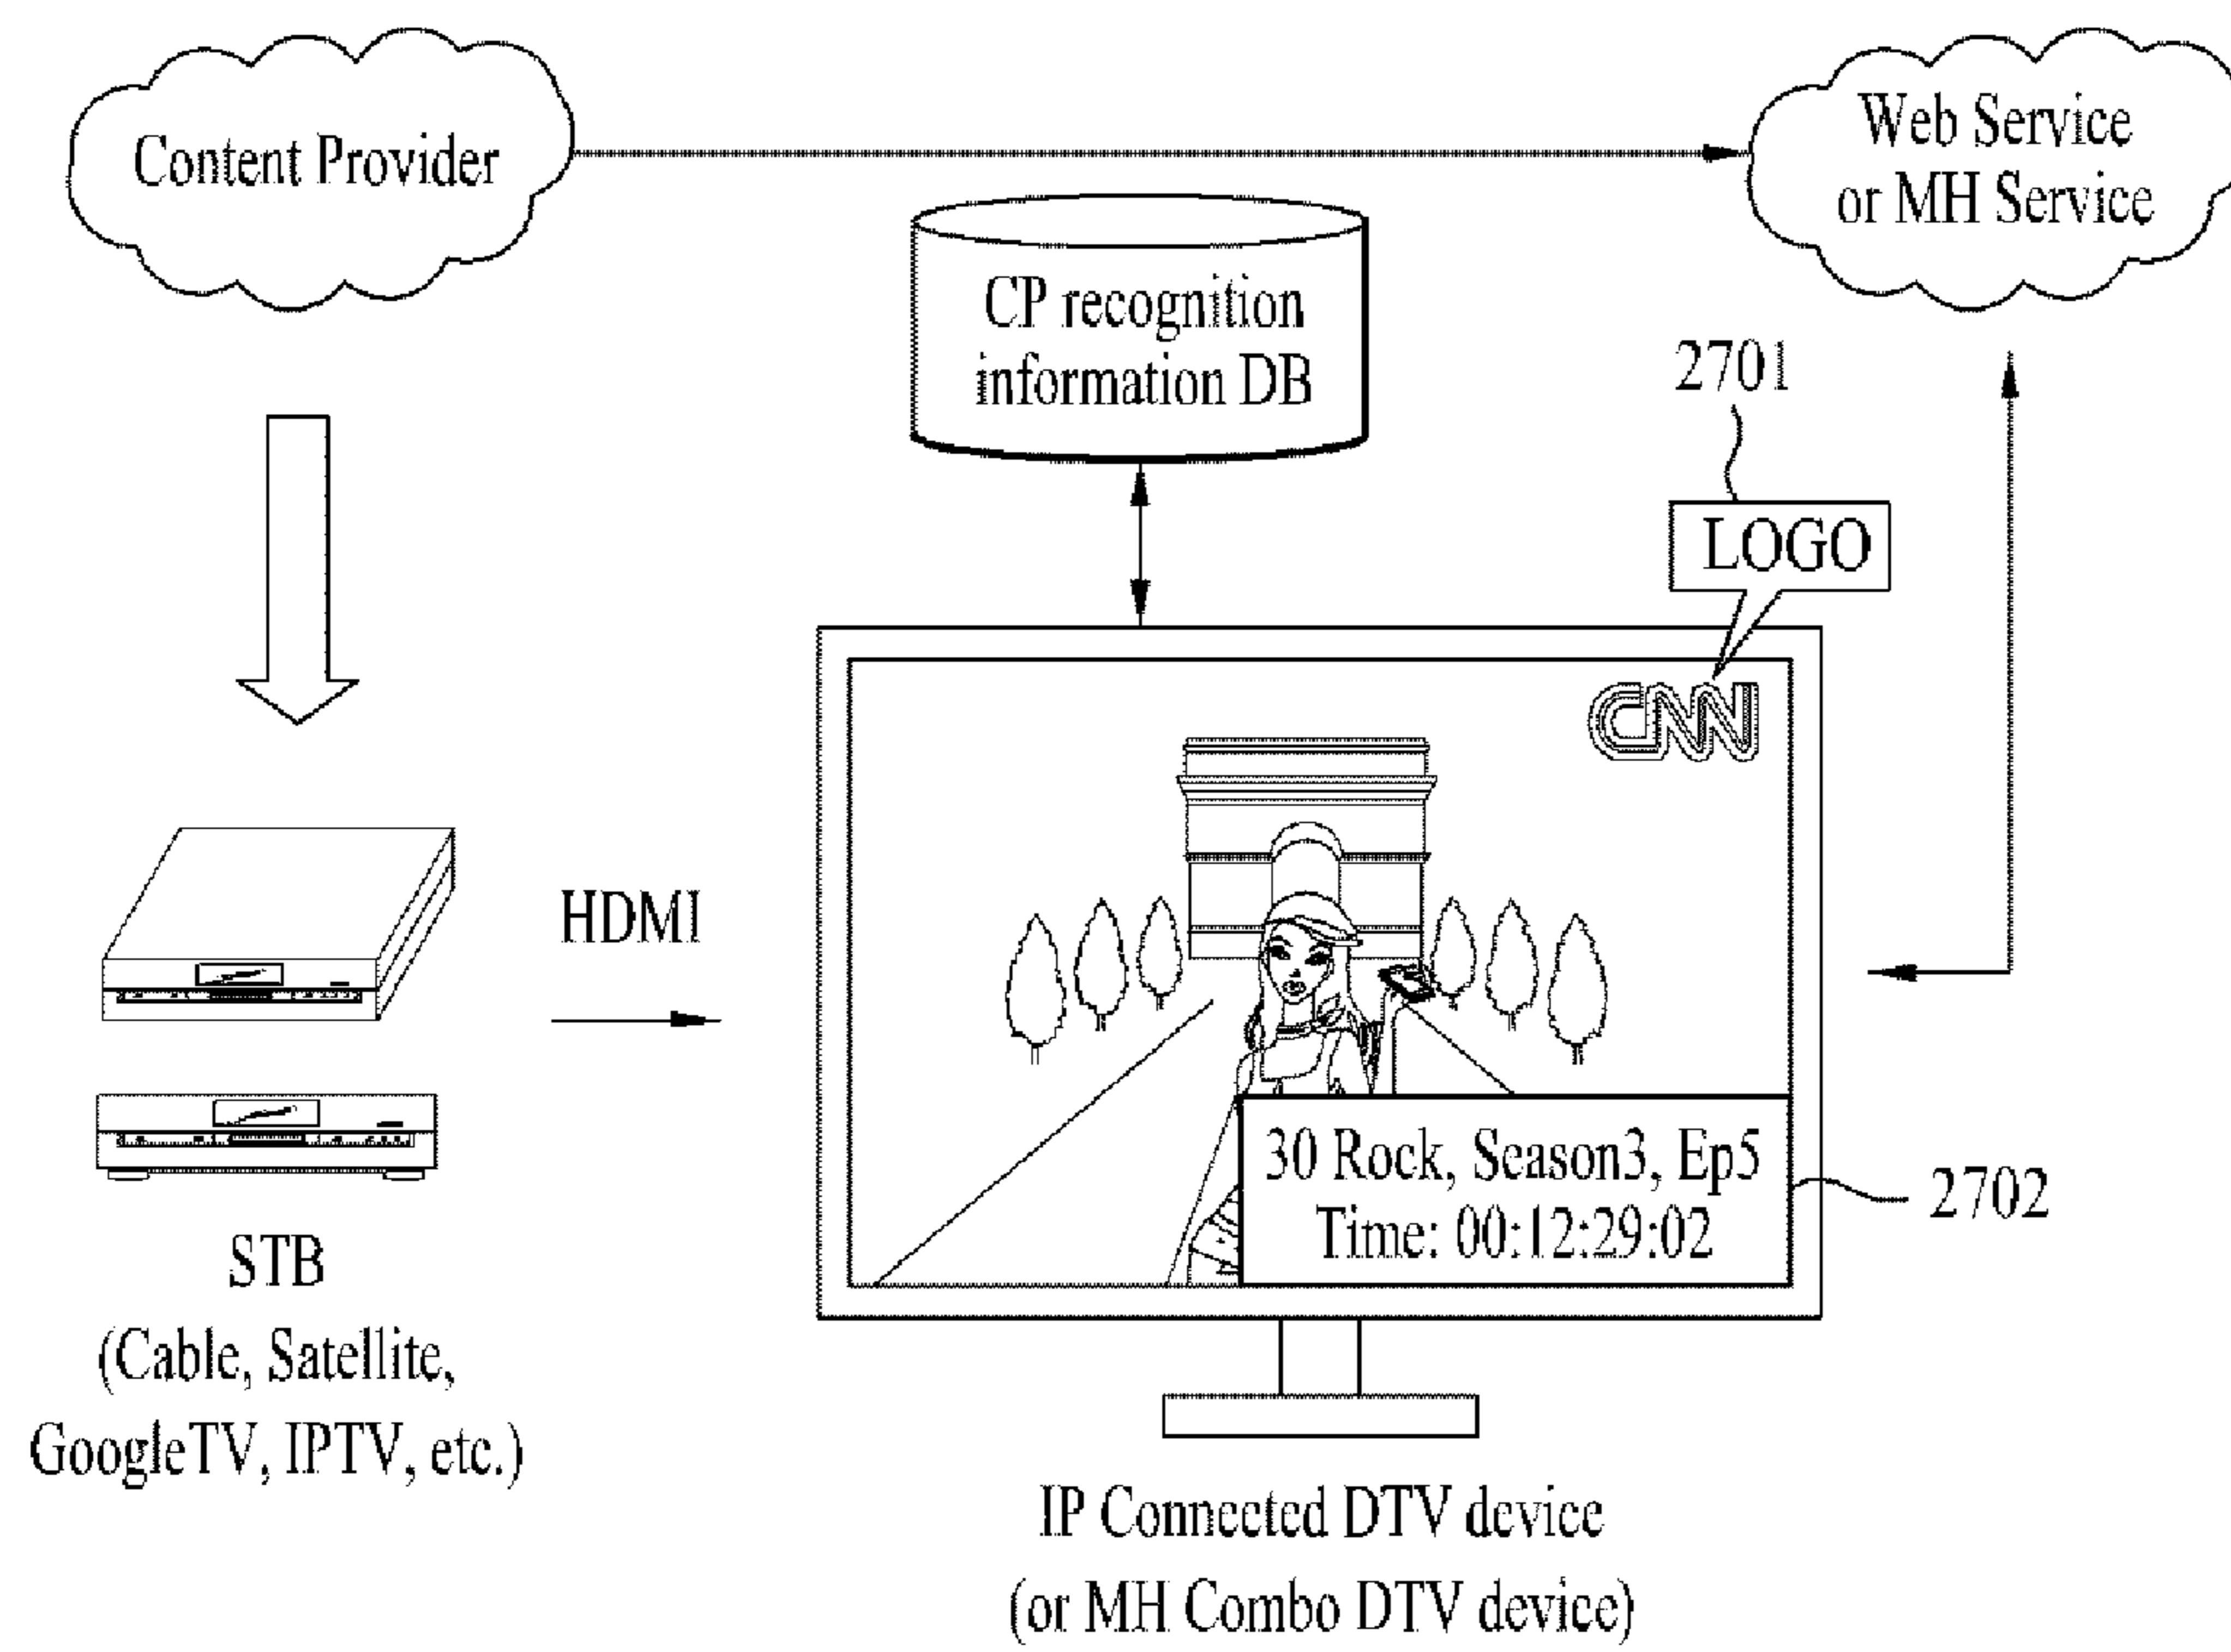 Content Provider
Web Service
or MH Service
CP recognition
information DB
2701
LOGO
CNN
HDMI
30 Rock, Season3, Ep5
Time: 00:12:29:02
2702
STB
(Cable, Satellite,
GoogleTV, IPTV, etc.)
IP Connected DTV device
(or MH Combo DTV device)